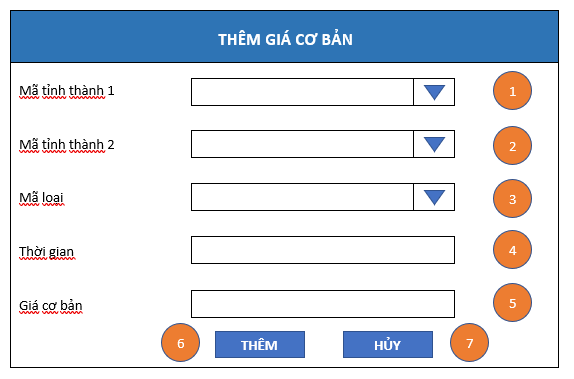 THÊM GIÁ CƠ BẢN
Mã tỉnh thành 1
1
Mã tỉnh thành 2
2
Mã loại
3
Thời gian
4
Giá cơ bản
5
6
THÊM
HỦY
7